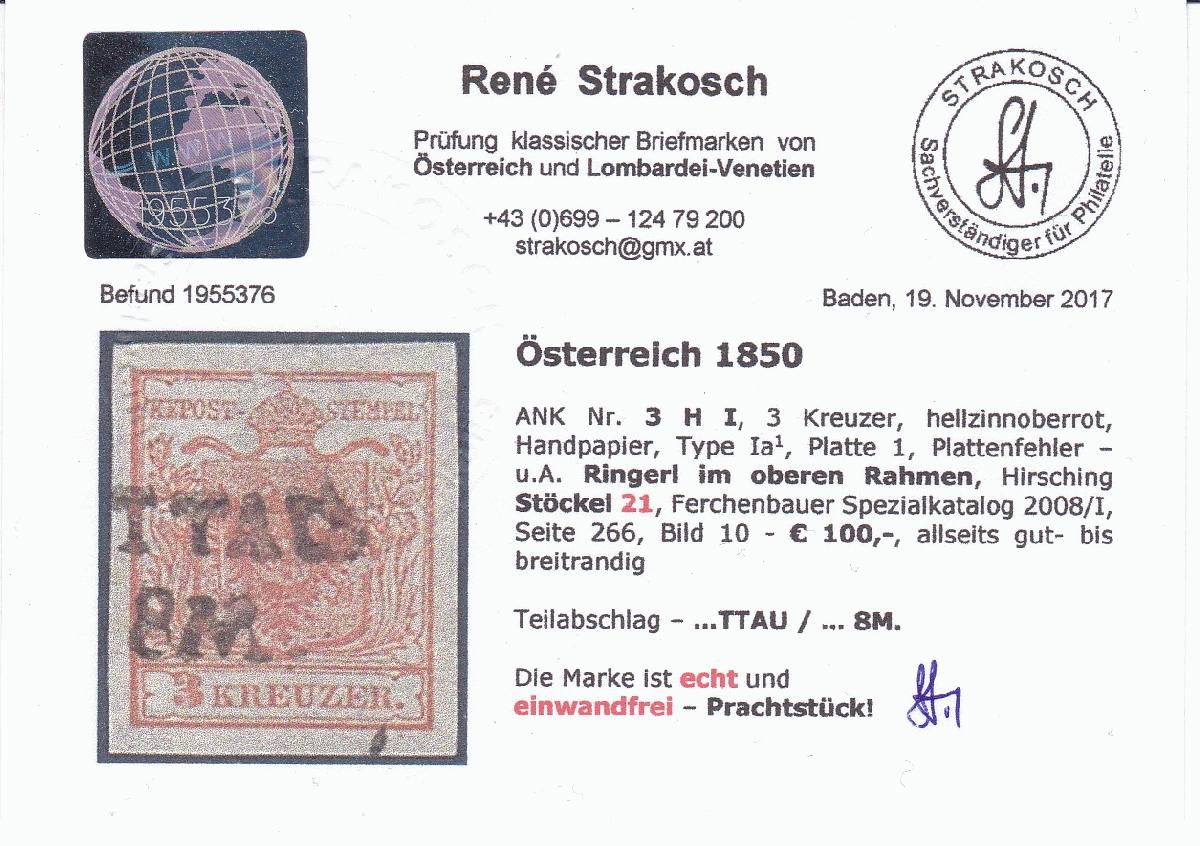 René Strakosch
Prüfung klassischer Briefmarken von
Österreich und Lombardei-Venetien
+43 (0)699 – 124 79 200
strakosch@gmx.at
STRAKOSCH
Sachverständiger für Philatelie
Befund 1955376
Baden, 19. November 2017
KKPOST-
STEMPEL
TTAU
8M.
3 KREUZER.
Österreich 1850
ANK Nr. 3 H I, 3 Kreuzer, hellzinnoberrot,
Handpapier, Type Ia¹, Platte 1, Plattenfehler –
u.A. Ringerl im oberen Rahmen, Hirsching
Stöckel 21, Ferchenbauer Spezialkatalog 2008/I,
Seite 266, Bild 10 - € 100,-, allseits gut- bis
breitrandig
Teilabschlag – ...TTAU / ... 8M.
Die Marke ist echt und
einwandfrei – Prachtstück!